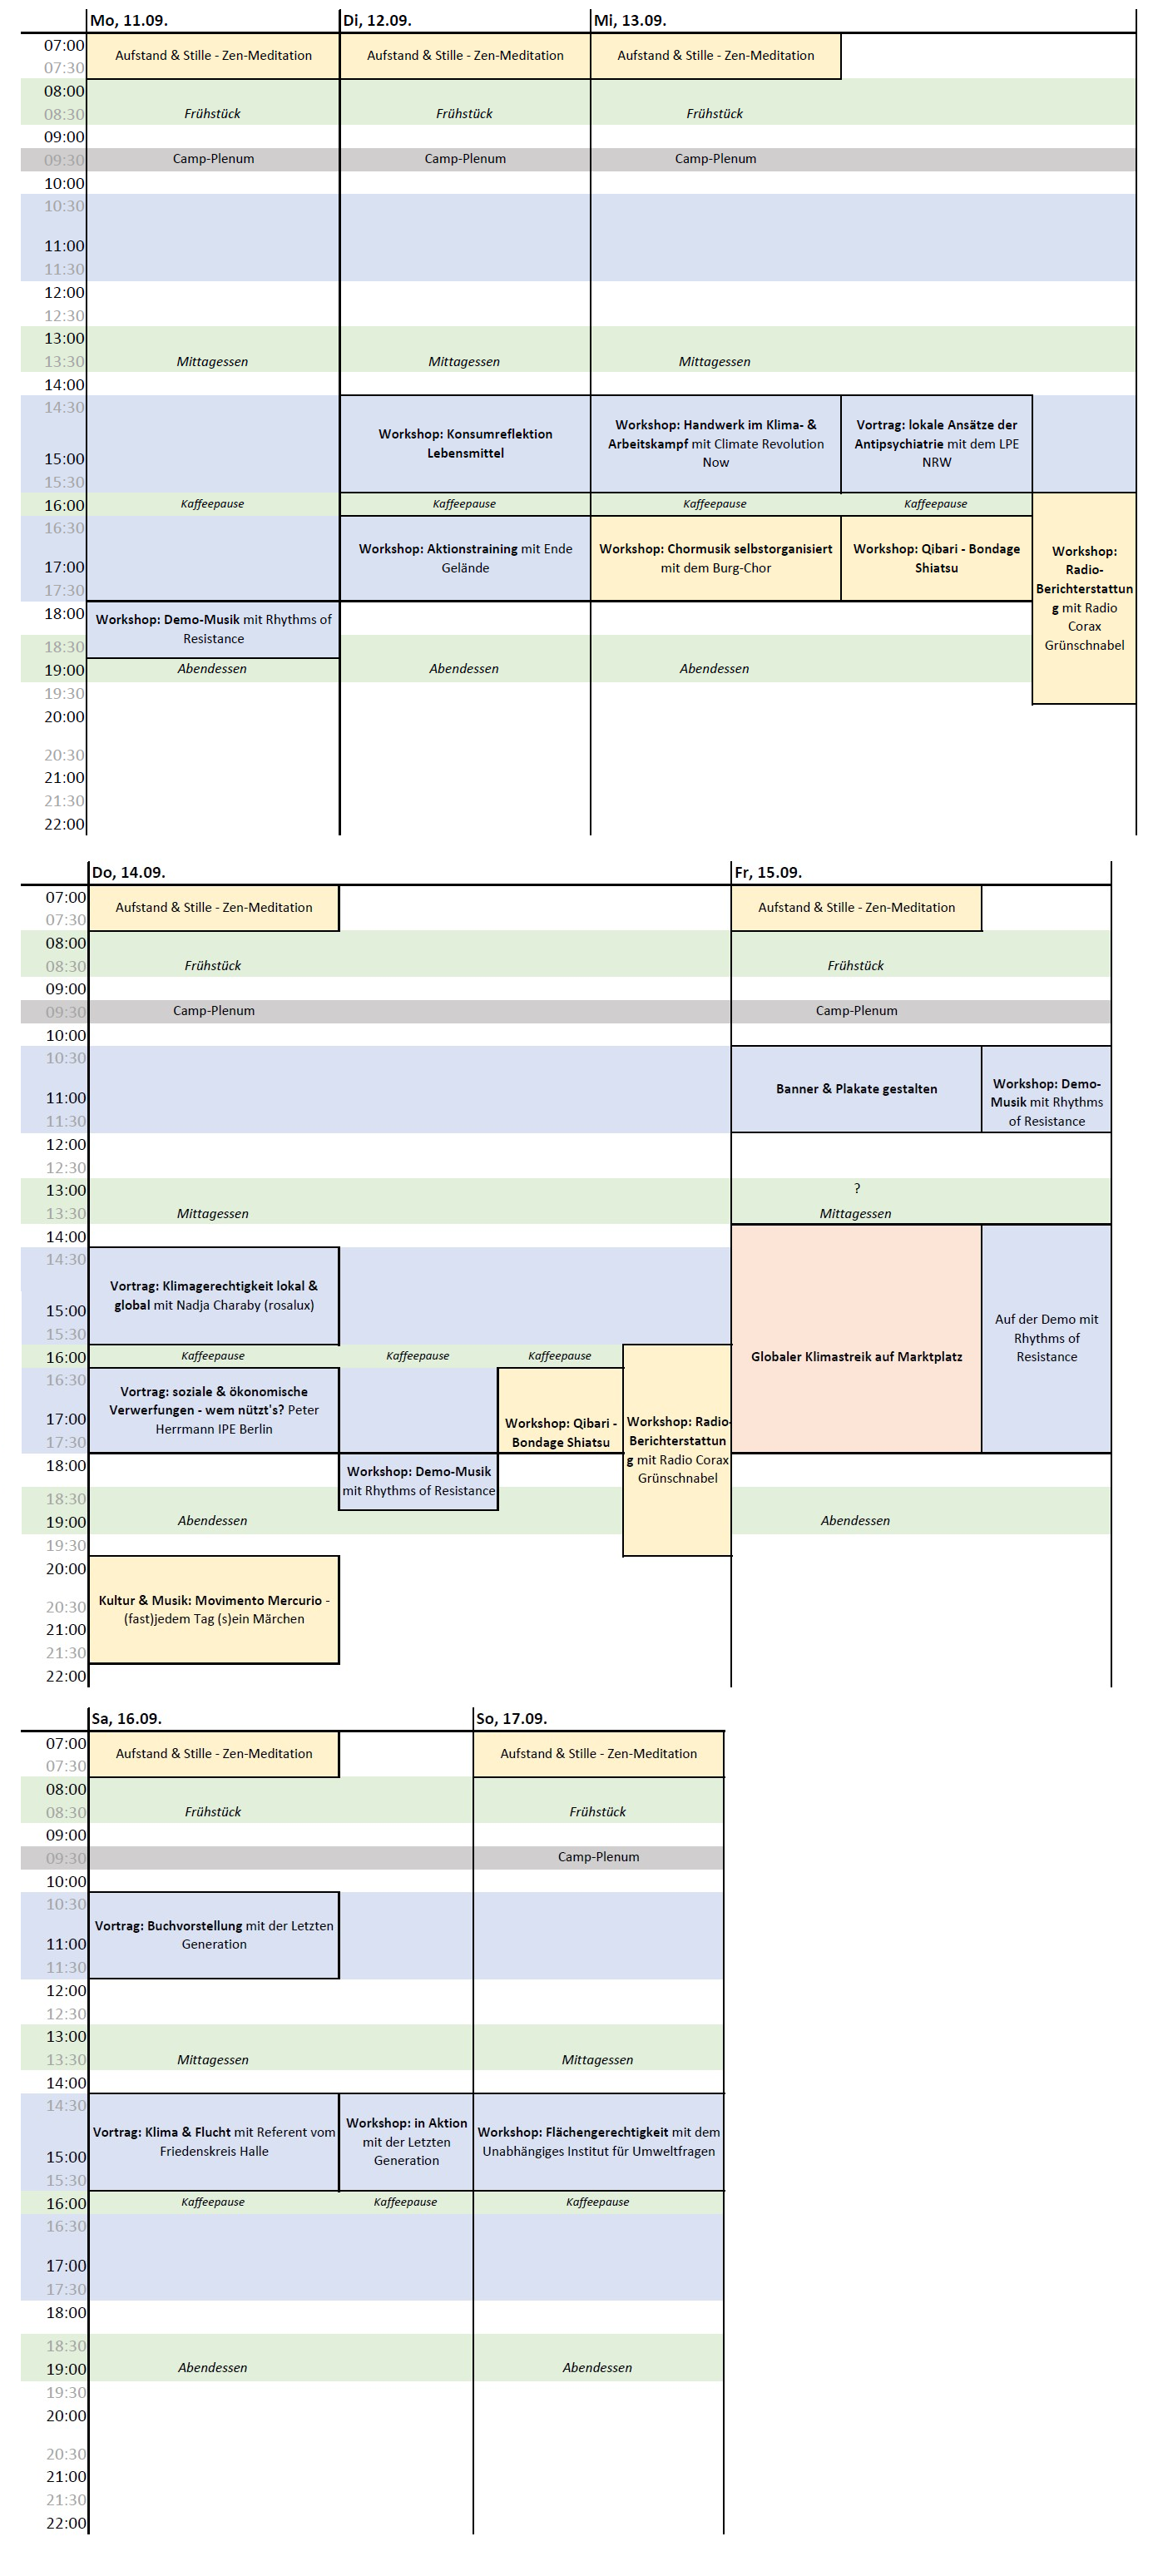 Mo, 11.09. Di, 12.09. Mi, 13.09.
07:00
Aufstand & Stille - Zen-Meditation Aufstand & Stille - Zen-Meditation Aufstand & Stille - Zen-Meditation
07:30
08:00
08:30 Frühstück Frühstück Frühstück
09:00
09:30 Camp-Plenum Camp-Plenum Camp-Plenum
10:00
10:30
11:00
11:30
12:00
12:30
13:00
13:30 Mittagessen Mittagessen Mittagessen
14:00
14:30
Workshop: Konsumreflektion
Lebensmittel
Workshop: Handwerk im Klima- &
Arbeitskampf mit Climate Revolution
Now
Vortrag: lokale Ansätze der
Antipsychiatrie mit dem LPE
NRW
15:00
15:30
16:00 Kaffeepause Kaffeepause Kaffeepause Kaffeepause
16:30
Workshop: Aktionstraining mit Ende
Gelände
Workshop: Chormusik selbstorganisiert
mit dem Burg-Chor
Workshop: Qibari - Bondage
Shiatsu
Workshop:
Radio-
Berichterstattun
g mit Radio
Corax
Grünschnabel
17:00
17:30
18:00
Workshop: Demo-Musik mit Rhythms of
Resistance
18:30
19:00 Abendessen Abendessen Abendessen
19:30
20:00
20:30
21:00
21:30
22:00
Do, 14.09. Fr, 15.09.
07:00
Aufstand & Stille - Zen-Meditation Aufstand & Stille - Zen-Meditation
07:30
08:00
08:30 Frühstück Frühstück
09:00
09:30 Camp-Plenum Camp-Plenum
10:00
10:30
Banner & Plakate gestalten
Workshop: Demo-
Musik mit Rhythms
of Resistance
11:00
11:30
12:00
12:30
13:00 ?
13:30 Mittagessen Mittagessen
14:00
14:30
Vortrag: Klimagerechtigkeit lokal &
global mit Nadja Charaby (rosalux)
15:00
15:30
Auf der Demo mit
Rhythms of
Resistance
16:00 Kaffeepause Kaffeepause Kaffeepause
Globaler Klimastreik auf Marktplatz
16:30
Vortrag: soziale & ökonomische
Verwerfungen - wem nützt's? Peter
Herrmann IPE Berlin
17:00
Workshop: Qibari -
Bondage Shiatsu
Workshop: Radio-
Berichterstattun
g mit Radio Corax
Grünschnabel
17:30
18:00
Workshop: Demo-Musik
mit Rhythms of Resistance
18:30
19:00 Abendessen Abendessen
19:30
20:00
Kultur & Musik: Movimento Mercurio -
(fast)jedem Tag (s)ein Märchen
20:30
21:00
21:30
22:00
Sa, 16.09. So, 17.09.
07:00
Aufstand & Stille - Zen-Meditation Aufstand & Stille - Zen-Meditation
07:30
08:00
08:30 Frühstück Frühstück
09:00
09:30 Camp-Plenum
10:00
10:30
Vortrag: Buchvorstellung mit der Letzten
Generation
11:00
11:30
12:00
12:30
13:00
13:30 Mittagessen Mittagessen
14:00
14:30
Vortrag: Klima & Flucht mit Referent vom
Friedenskreis Halle
Workshop: in Aktion
mit der Letzten
Generation
Workshop: Flächengerechtigkeit mit dem
Unabhängiges Institut für Umweltfragen
15:00
15:30
16:00 Kaffeepause Kaffeepause Kaffeepause
16:30
17:00
17:30
18:00
18:30
19:00 Abendessen Abendessen
19:30
20:00
20:30
21:00
21:30
22:00